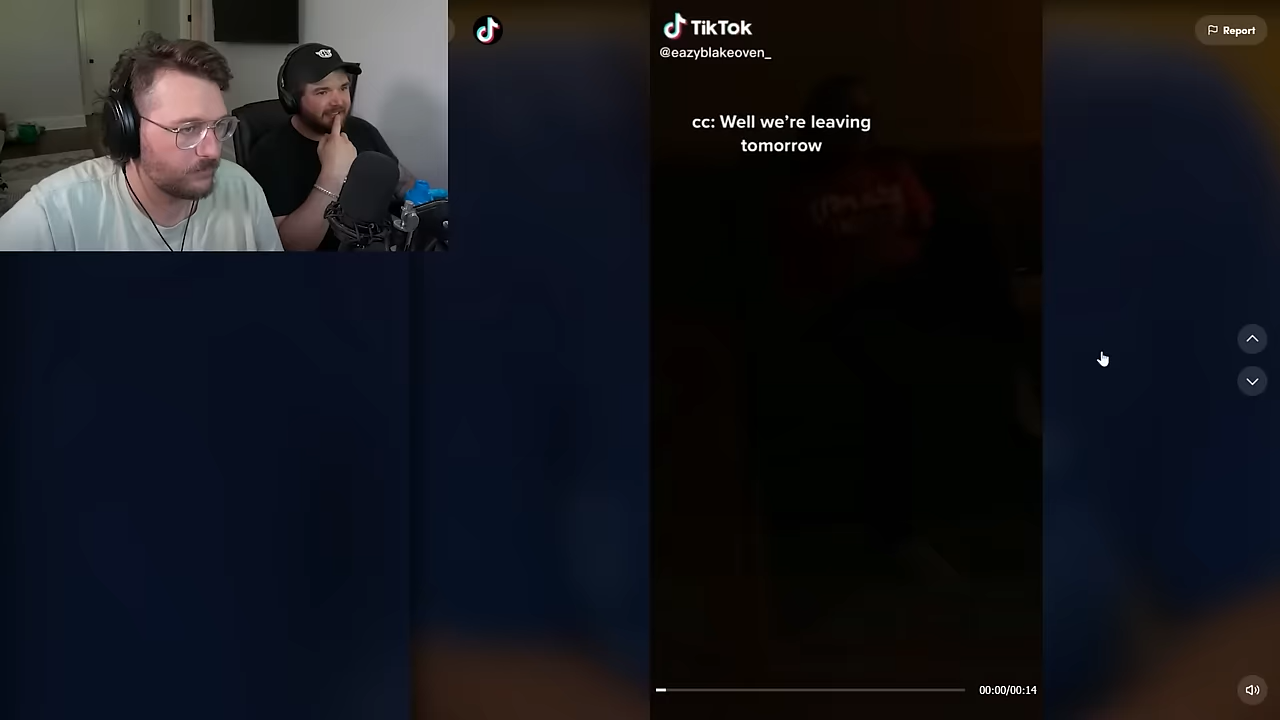 TikTok
@eazyblakeoven_
Report
cc: Well we're leaving
tomorrow
00:00/00:14